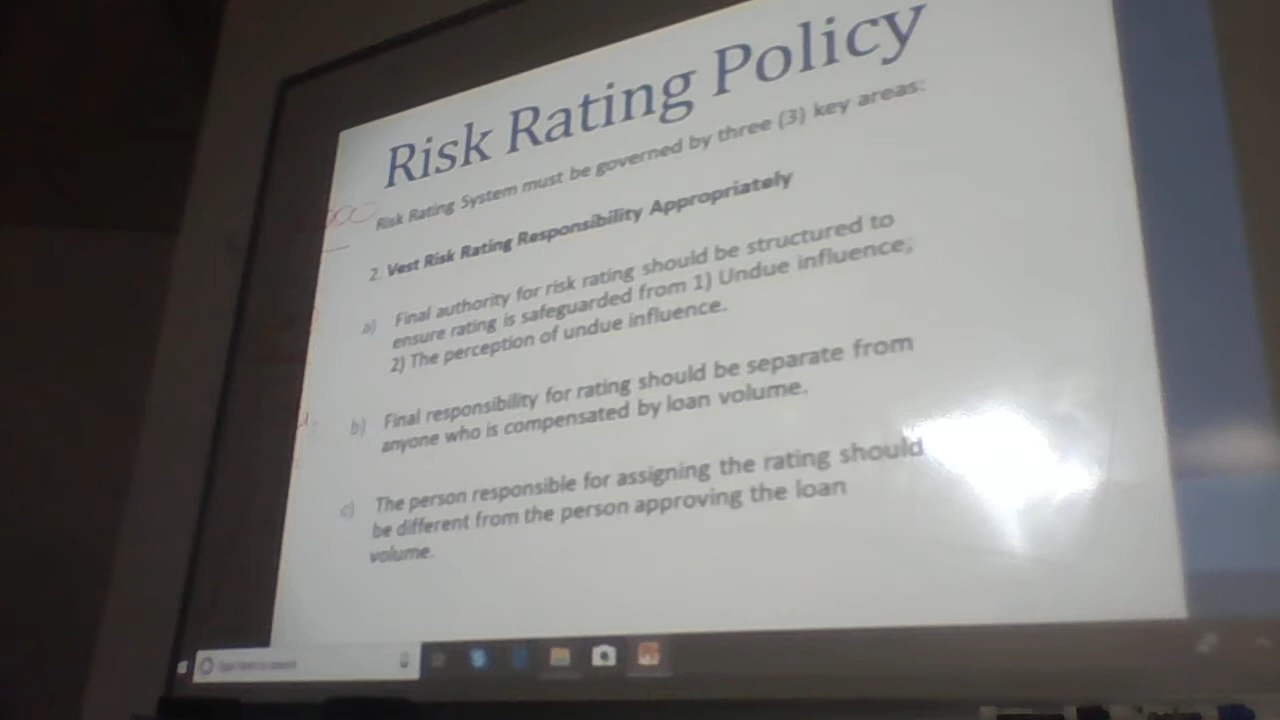 Risk Rating Policy
Risk Rating System must be governed by three (3) key areas:
2. Vest Risk Rating Responsibility Appropriately
a) Final authority for risk rating should be structured to
ensure rating is safeguarded from 1) Undue influence;
2) The perception of undue influence.
b) Final responsibility for rating should be separate from
anyone who is compensated by loan volume.
c) The person responsible for assigning the rating should
be different from the person approving the loan
volume.